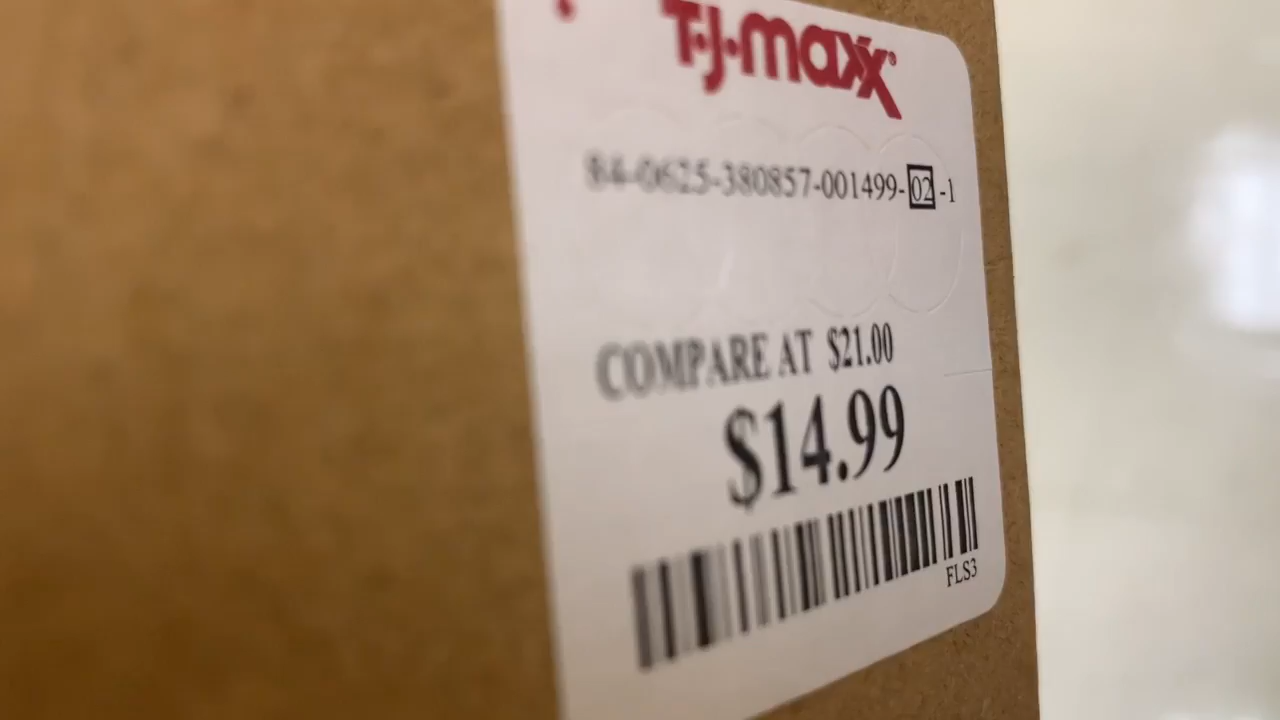 T·J·maxx®
84-0625-380857-001499-02-1
COMPARE AT $21.00
$14.99
FLS3